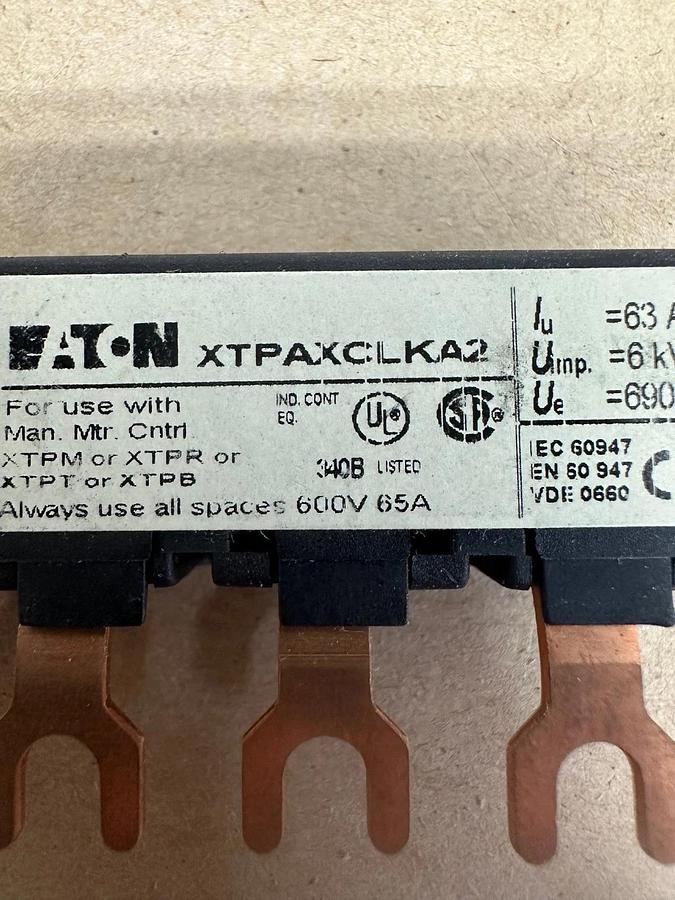 EATON XTPAXCLKA2
For use with
Man. Mtr. Cntrl
XTPM or XTPR or
XTPT or XTPB
Always use all spaces 600V 65A
IND. CONT
EQ.
UL®
340B LISTED
Iu =63 A
Uimp. =6 kV
Ue =690
IEC 60947
EN 60 947
VDE 0660